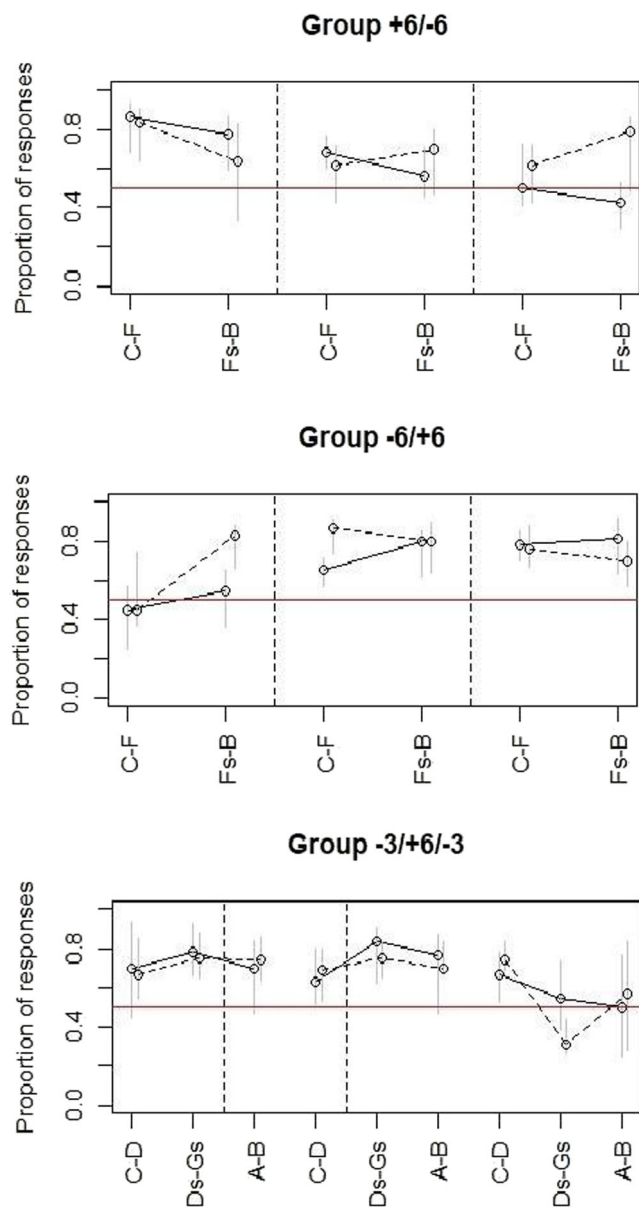 Group +6/-6
Proportion of responses
0.8
0.4
0.0
C-F
Fs-B
C-F
Fs-B
C-F
Fs-B
Group -6/+6
Proportion of responses
0.8
0.4
0.0
C-F
Fs-B
C-F
Fs-B
C-F
Fs-B
Group -3/+6/-3
Proportion of responses
0.8
0.4
0.0
C-D
Ds-Gs
A-B
C-D
Ds-Gs
A-B
C-D
Ds-Gs
A-B